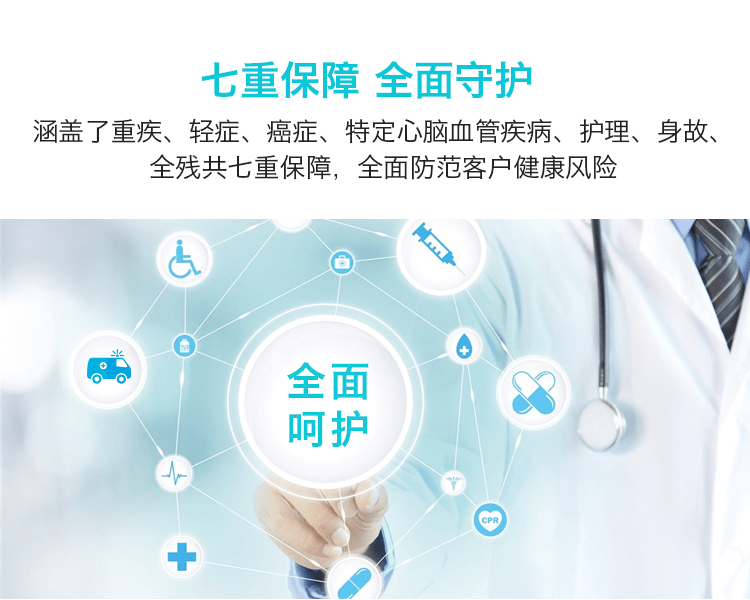 七重保障 全面守护
涵盖了重疾、轻症、癌症、特定心脑血管疾病、护理、身故、
全残共七重保障,全面防范客户健康风险
全面
呵护
CPR